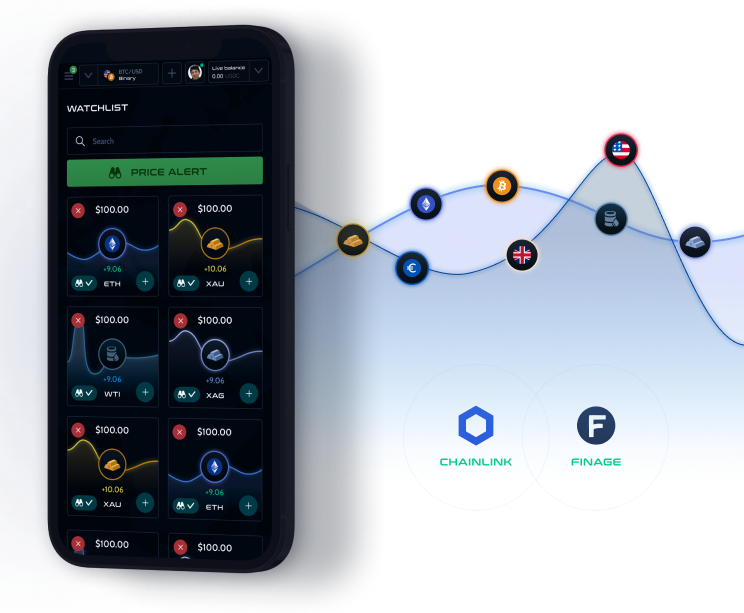 BTC/USD
Binary
Live balance
0.00 USDC
WATCHLIST
Search
PRICE ALERT
$100.00
+9.06
ETH
$100.00
+10.06
XAU
$100.00
+9.06
WTI
$100.00
+9.06
XAG
$100.00
+10.06
XAU
$100.00
+9.06
ETH
$100.00
$100.00
CHAINLINK
F
FINAGE